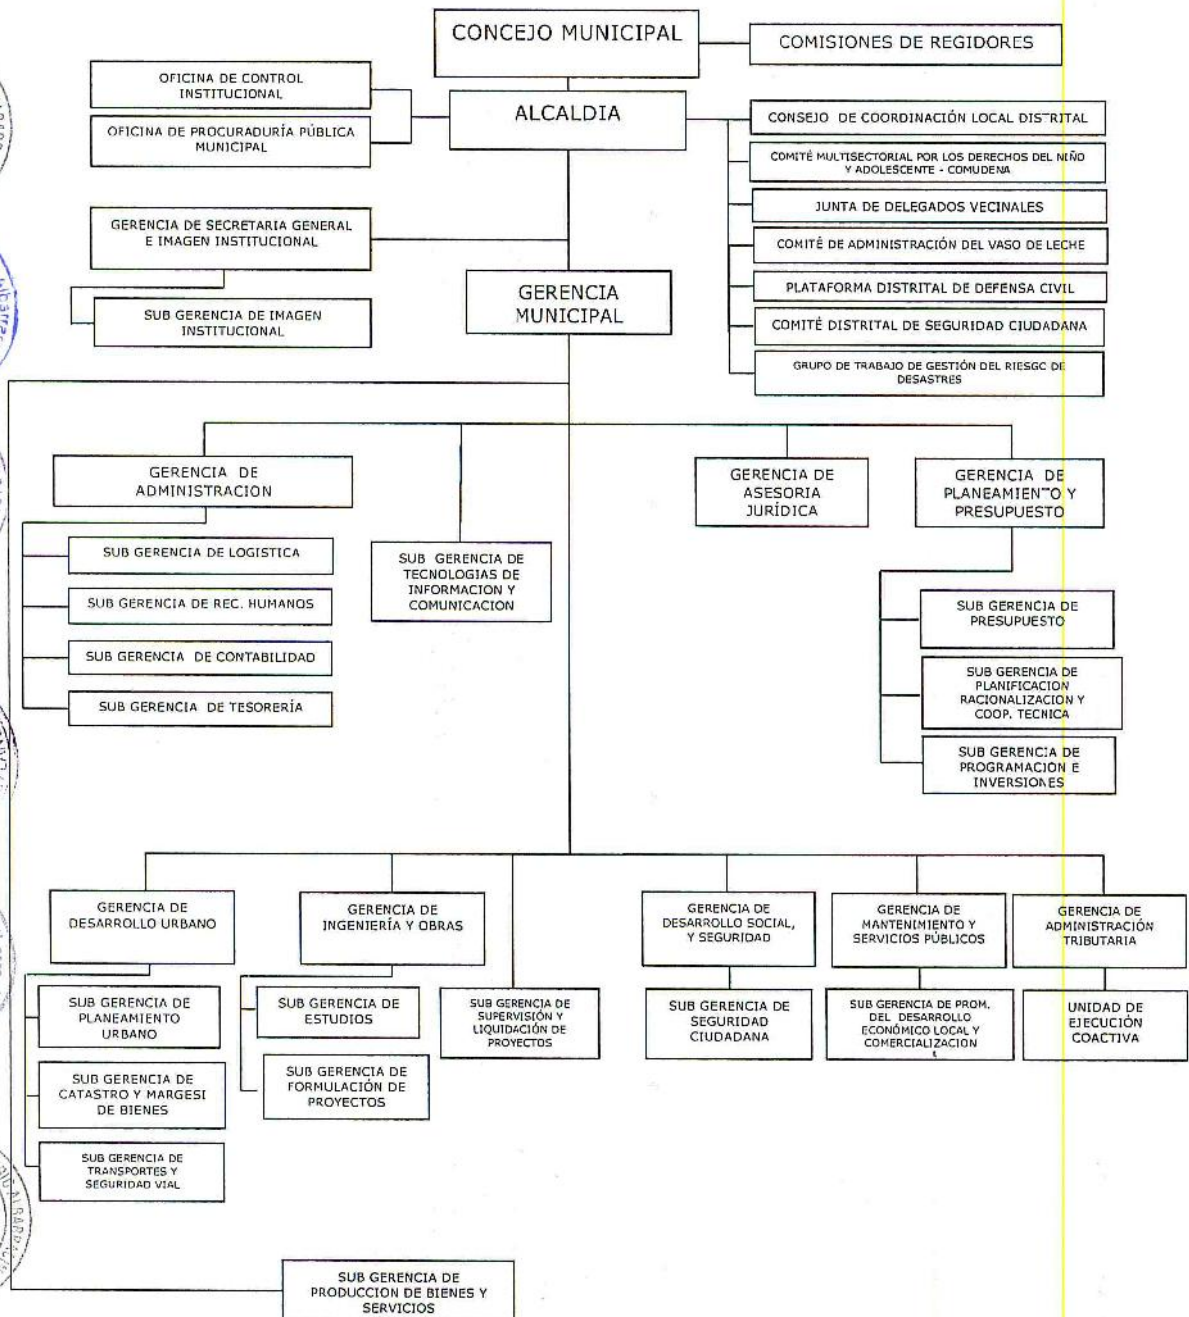 CONCEJO MUNICIPAL
COMISIONES DE REGIDORES
OFICINA DE CONTROL
INSTITUCIONAL
ALCALDIA
OFICINA DE PROCURADURÍA PÚBLICA
MUNICIPAL
CONSEJO DE COORDINACIÓN LOCAL DISTRITAL
COMITÉ MULTISECTORIAL POR LOS DERECHOS DEL NIÑO
Y ADOLESCENTE - COMUDENA
JUNTA DE DELEGADOS VECINALES
COMITÉ DE ADMINISTRACIÓN DEL VASO DE LECHE
PLATAFORMA DISTRITAL DE DEFENSA CIVIL
COMITÉ DISTRITAL DE SEGURIDAD CIUDADANA
GRUPO DE TRABAJO DE GESTIÓN DEL RIESGO DE
DESASTRES
GERENCIA DE SECRETARIA GENERAL
E IMAGEN INSTITUCIONAL
SUB GERENCIA DE IMAGEN
INSTITUCIONAL
GERENCIA
MUNICIPAL
GERENCIA DE
ADMINISTRACION
SUB GERENCIA DE LOGISTICA
SUB GERENCIA DE REC. HUMANOS
SUB GERENCIA DE CONTABILIDAD
SUB GERENCIA DE TESORERÍA
SUB GERENCIA DE
TECNOLOGIAS DE
INFORMACION Y
COMUNICACION
GERENCIA DE
ASESORIA
JURÍDICA
GERENCIA DE
PLANEAMIENTO Y
PRESUPUESTO
SUB GERENCIA DE
PRESUPUESTO
SUB GERENCIA DE
PLANIFICACION
RACIONALIZACION Y
COOP. TECNICA
SUB GERENCIA DE
PROGRAMACION E
INVERSIONES
GERENCIA DE
DESARROLLO URBANO
SUB GERENCIA DE
PLANEAMIENTO
URBANO
SUB GERENCIA DE
CATASTRO Y MARGESI
DE BIENES
SUB GERENCIA DE
TRANSPORTES Y
SEGURIDAD VIAL
GERENCIA DE
INGENIERÍA Y OBRAS
SUB GERENCIA DE
ESTUDIOS
SUB GERENCIA DE
FORMULACIÓN DE
PROYECTOS
SUB GERENCIA DE
SUPERVISIÓN Y
LIQUIDACIÓN DE
PROYECTOS
GERENCIA DE
DESARROLLO SOCIAL,
Y SEGURIDAD
SUB GERENCIA DE
SEGURIDAD
CIUDADANA
GERENCIA DE
MANTENIMIENTO Y
SERVICIOS PÚBLICOS
SUB GERENCIA DE PROM.
DEL DESARROLLO
ECONÓMICO LOCAL Y
COMERCIALIZACION
GERENCIA DE
ADMINISTRACIÓN
TRIBUTARIA
UNIDAD DE
EJECUCIÓN
COACTIVA
SUB GERENCIA DE
PRODUCCION DE BIENES Y
SERVICIOS